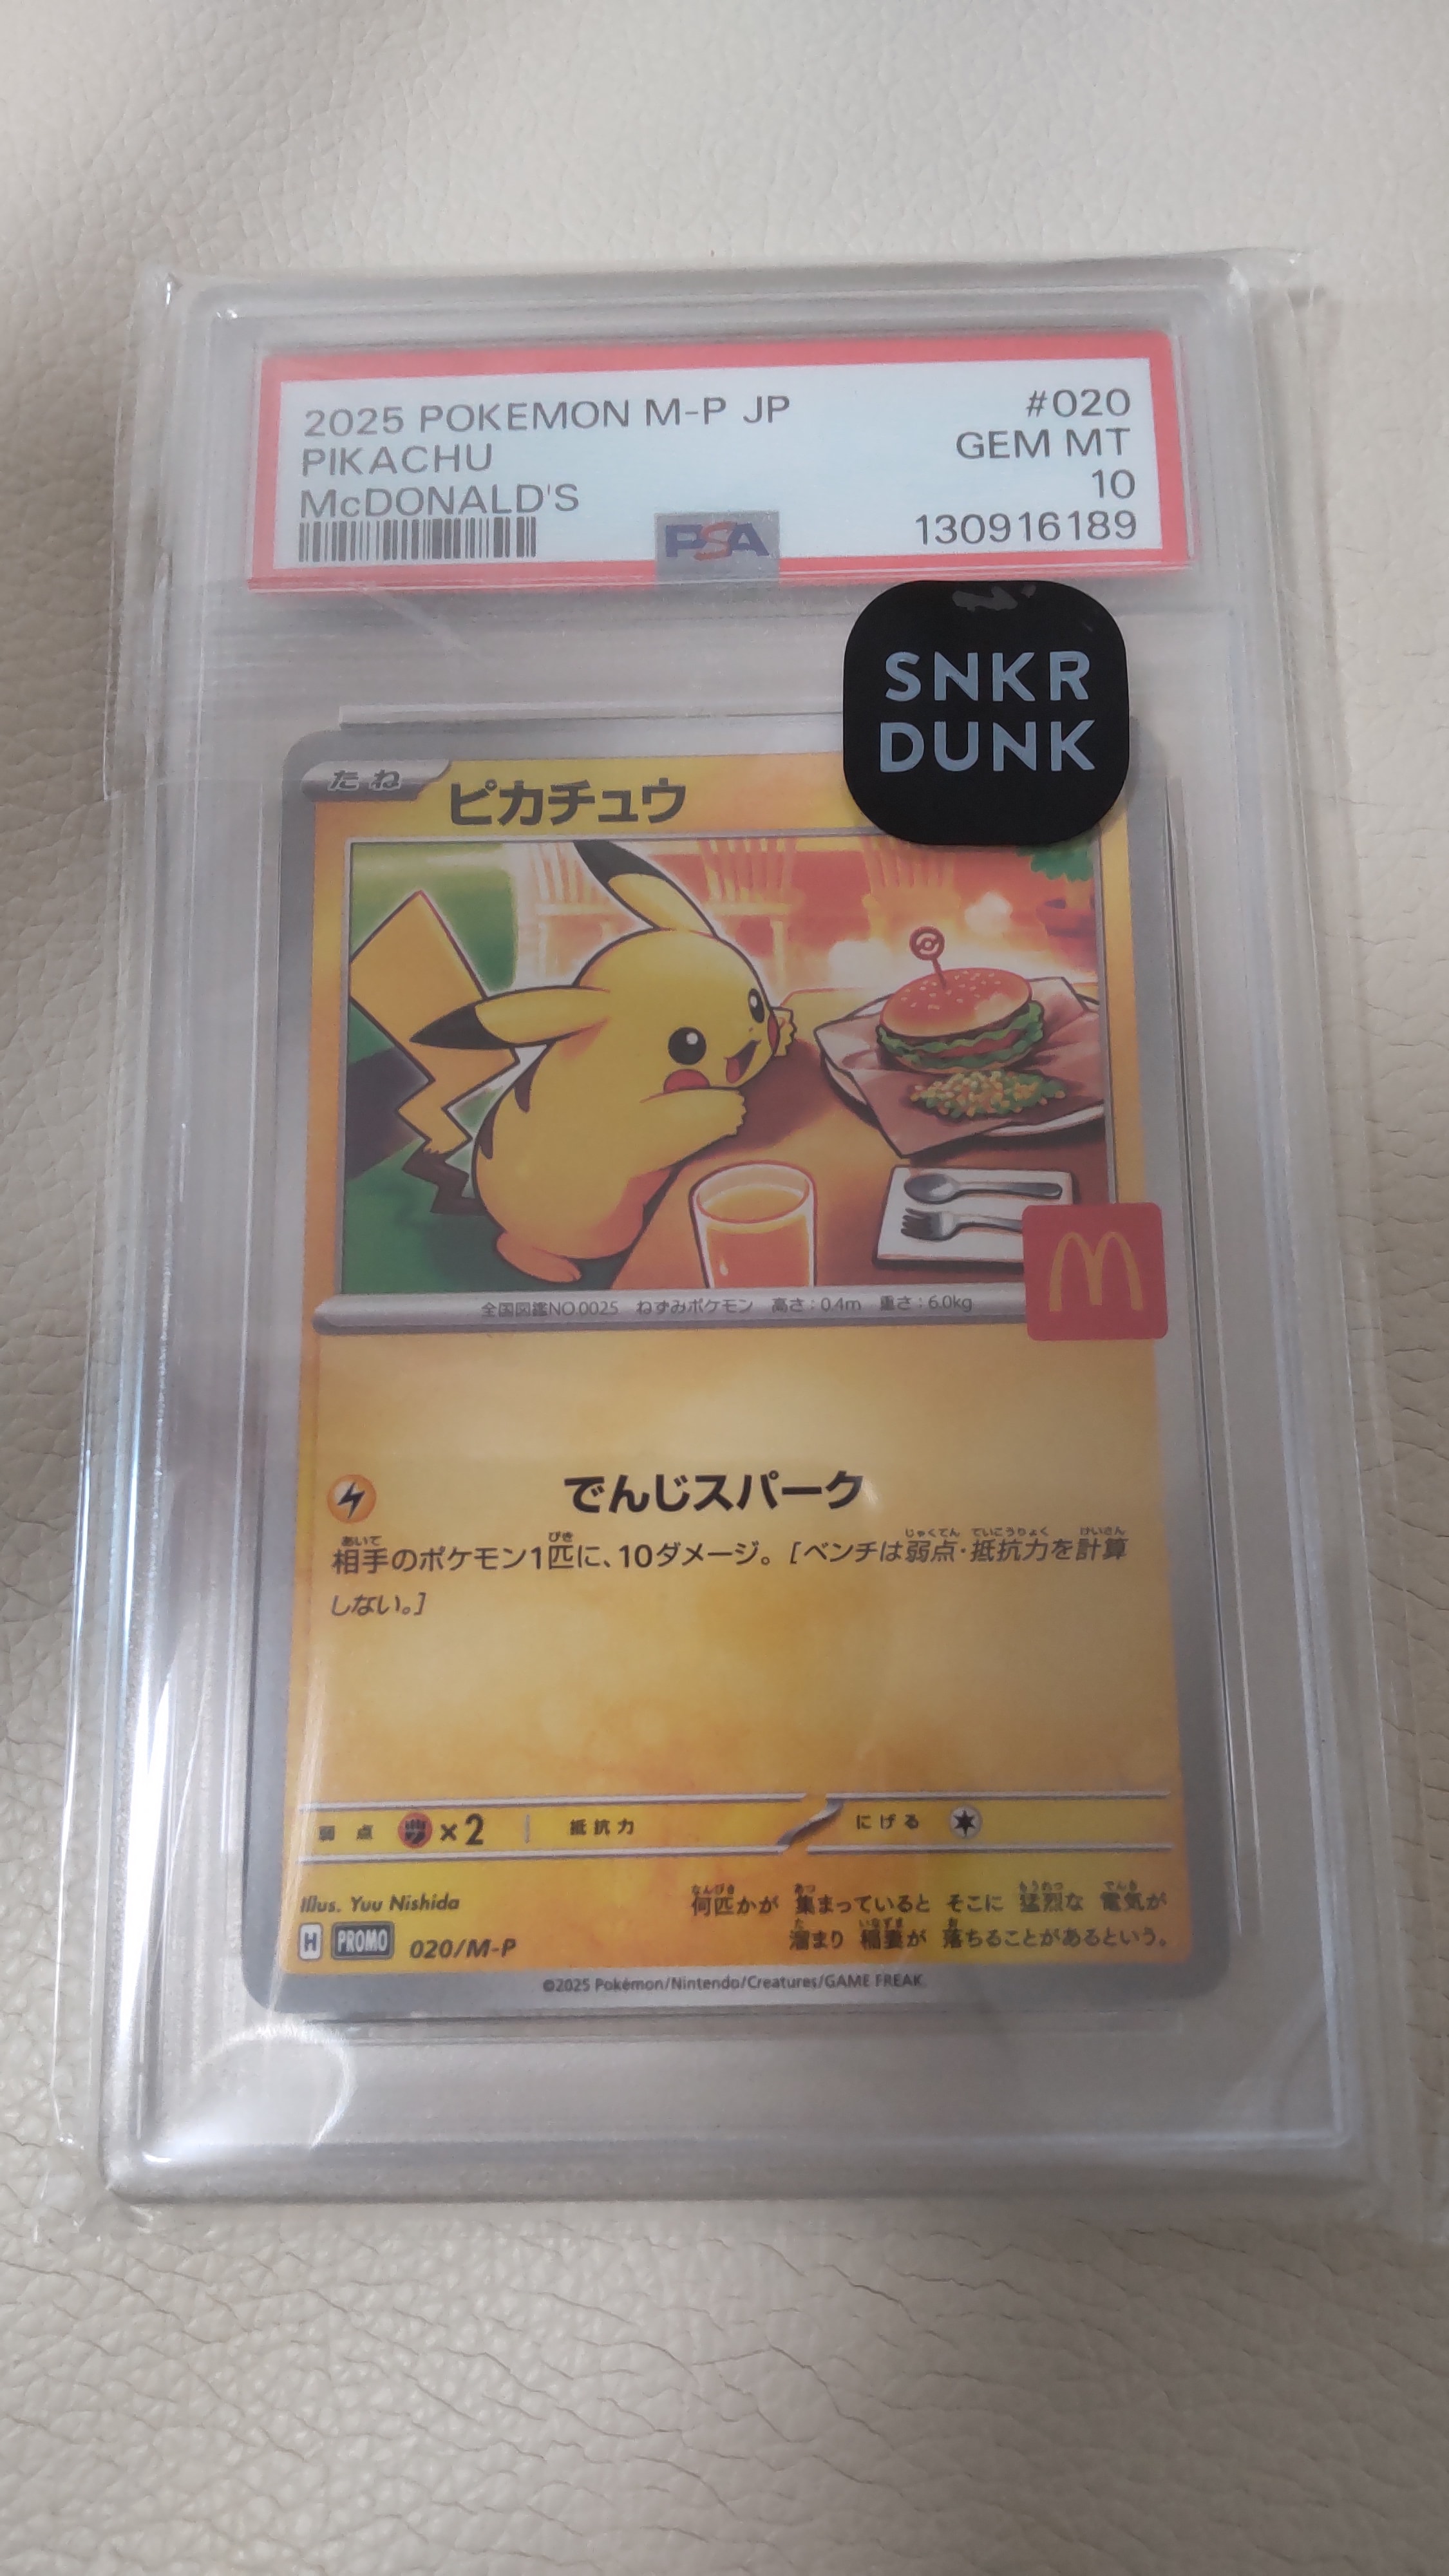 2025 POKEMON M-P JP #020
PIKACHU GEM MT
McDONALD'S 10
PSA 130916189
SNKR
DUNK
たね ピカチュウ
全国図鑑NO.0025 ねずみポケモン 高さ:0.4m 重さ:6.0kg
でんじスパーク
相手のポケモン1匹に、10ダメージ。[ベンチは弱点・抵抗力を計算
しない。]
弱点 ×2 抵抗力 にげる
Illus. Yuu Nishida
何匹かが 集まっていると そこに 猛烈な 電気が
溜まり 稲妻が 落ちることがあるという。
H PROMO 020/M-P
©2025 Pokémon/Nintendo/Creatures/GAME FREAK